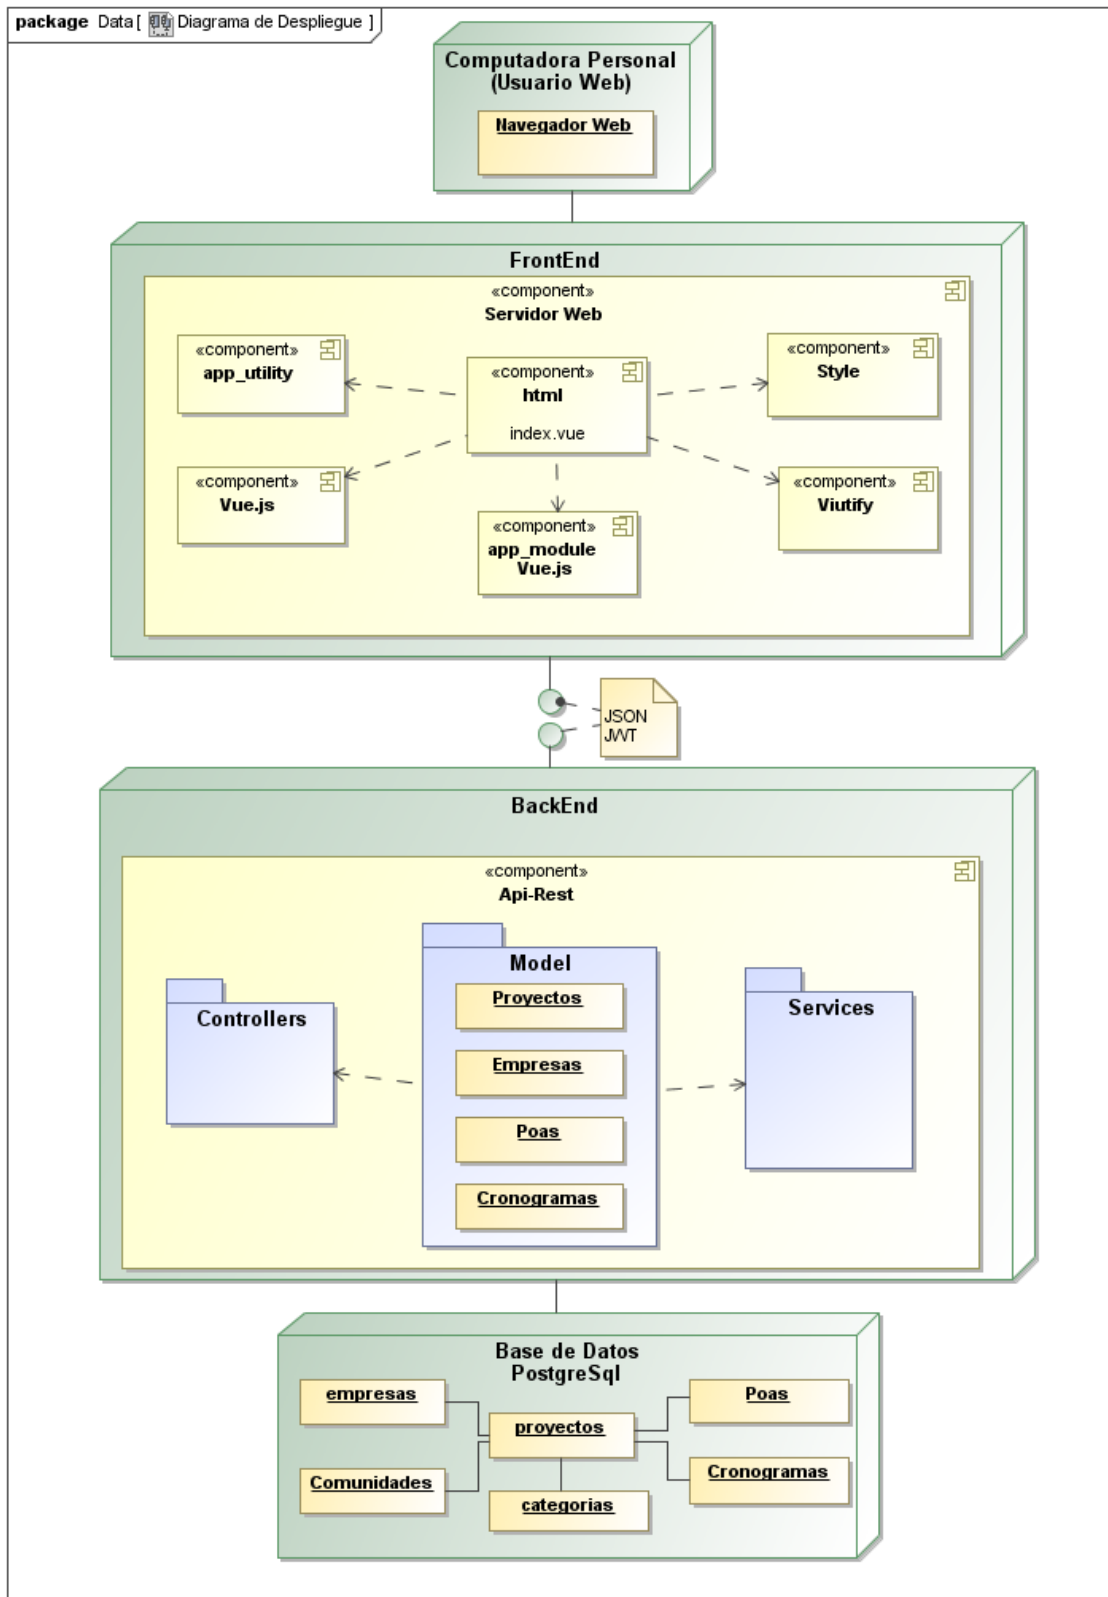 package Data [ Diagrama de Despliegue ]
Computadora Personal
(Usuario Web)
Navegador Web
FrontEnd
«component»
Servidor Web
«component»
app_utility
«component»
html
index.vue
«component»
Style
«component»
Vue.js
«component»
app_module
Vue.js
«component»
Viutify
JSON
JWT
BackEnd
«component»
Api-Rest
Controllers
Model
Proyectos
Empresas
Poas
Cronogramas
Services
Base de Datos
PostgreSql
empresas
proyectos
Poas
Comunidades
categorias
Cronogramas